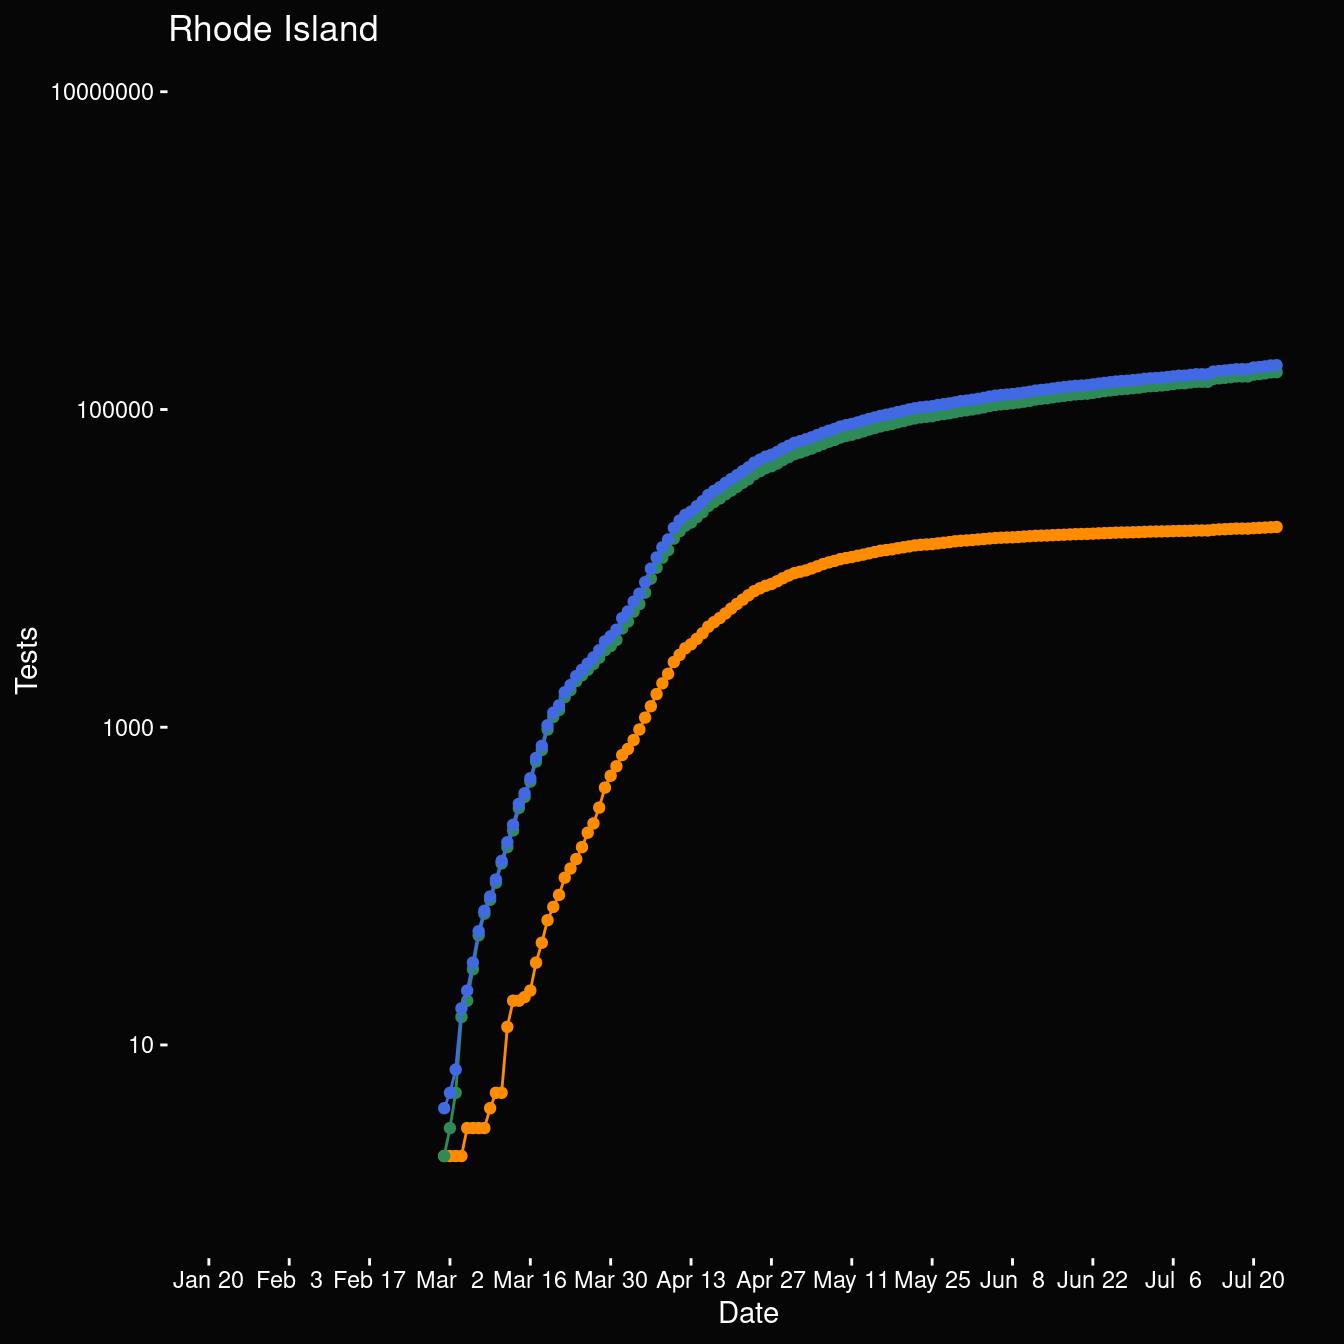 Rhode Island
10000000
100000
1000
10
Tests
Jan 20 Feb  3 Feb 17 Mar  2 Mar 16 Mar 30 Apr 13 Apr 27 May 11 May 25 Jun  8 Jun 22 Jul  6 Jul 20
Date